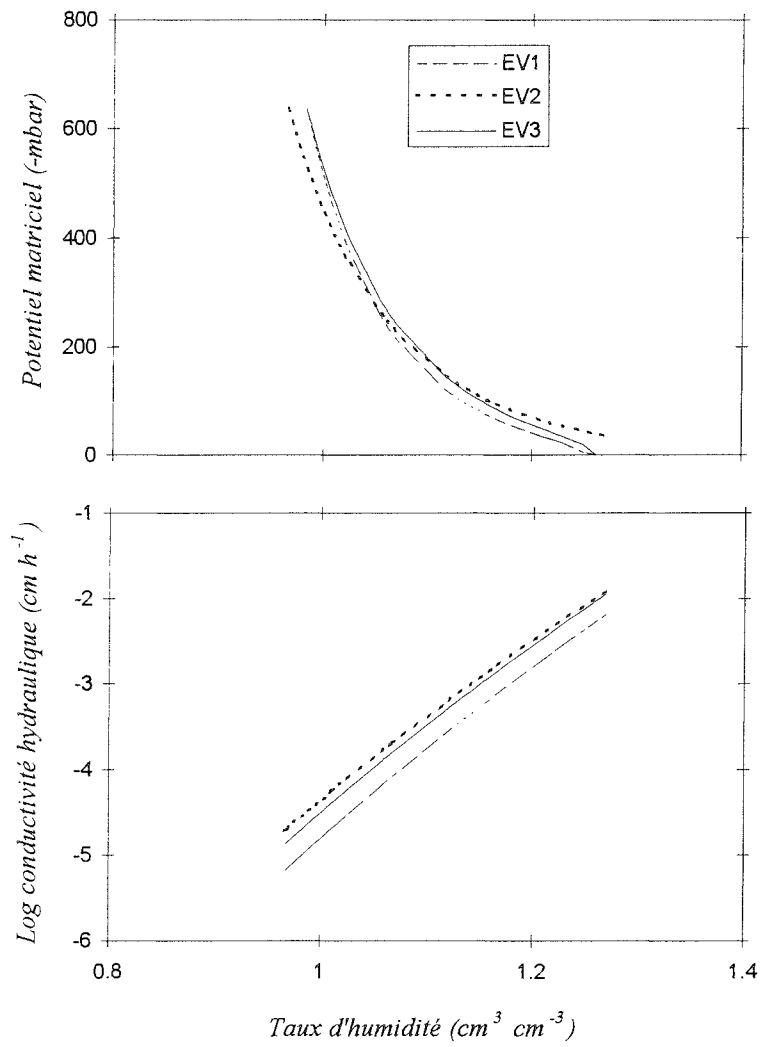 Potentiel matriciel (-mbar)
800
600
400
200
0
EV1
EV2
EV3
Log conductivité hydraulique (cm h⁻¹)
-1
-2
-3
-4
-5
-6
0.8
1
1.2
1.4
Taux d'humidité (cm³ cm⁻³)